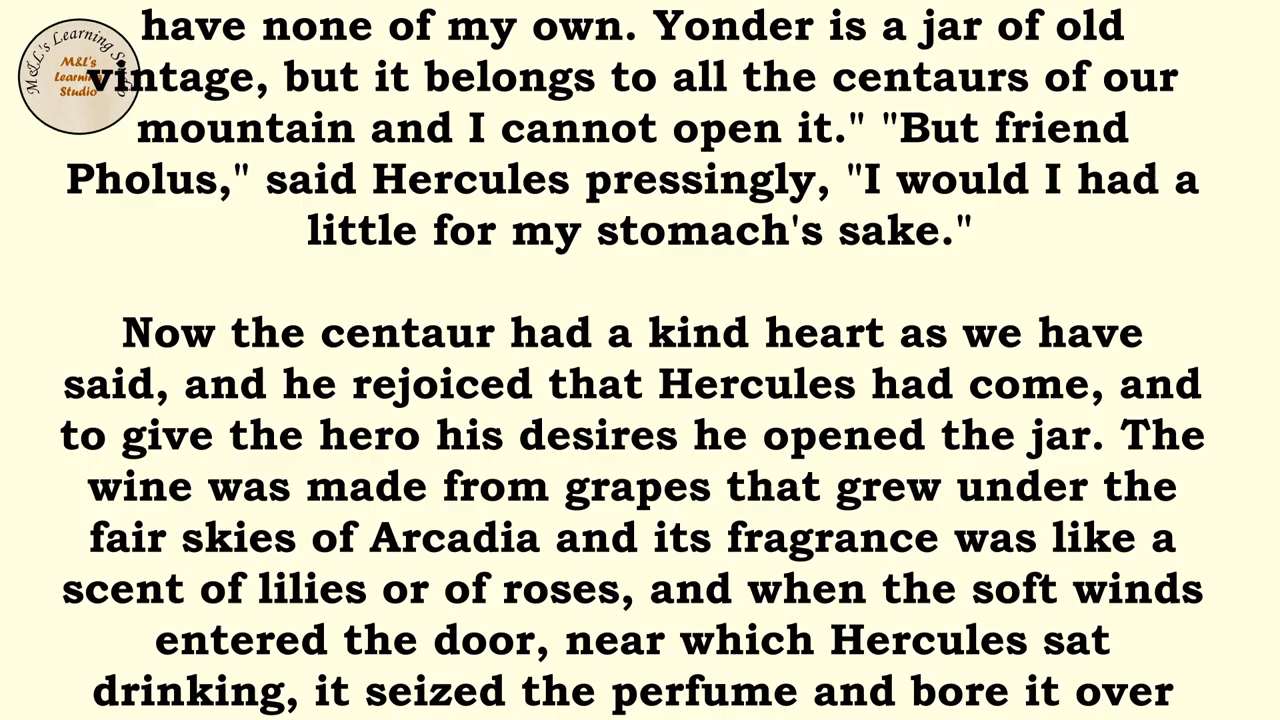 have none of my own. Yonder is a jar of old
vintage, but it belongs to all the centaurs of our
mountain and I cannot open it." "But friend
Pholus," said Hercules pressingly, "I would I had a
little for my stomach's sake."
Now the centaur had a kind heart as we have
said, and he rejoiced that Hercules had come, and
to give the hero his desires he opened the jar. The
wine was made from grapes that grew under the
fair skies of Arcadia and its fragrance was like a
scent of lilies or of roses, and when the soft winds
entered the door, near which Hercules sat
drinking, it seized the perfume and bore it over
M&L's Learning Studio
M&L's
Learning
Studio